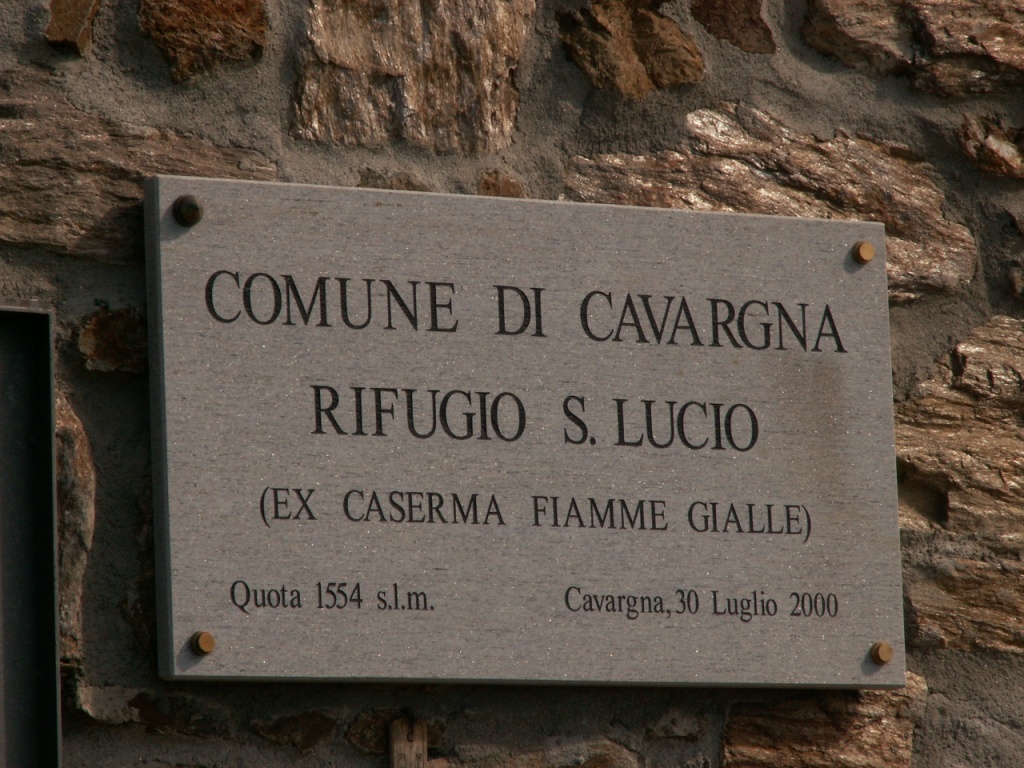 COMUNE DI CAVARGNA
RIFUGIO S. LUCIO
(EX CASERMA FIAMME GIALLE)
Quota 1554 s.l.m. Cavargna, 30 Luglio 2000